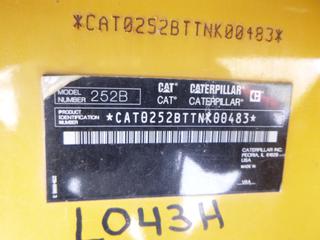 *CAT0252BTTNK00483*
MODEL NUMBER 252B
CAT® CATERPILLAR®
CAT® CATERPILLAR®
PRODUCT IDENTIFICATION NUMBER
*CAT0252BTTNK00483*
CATERPILLAR INC.
PEORIA, IL 61629
USA
MADE IN
USA
L043H